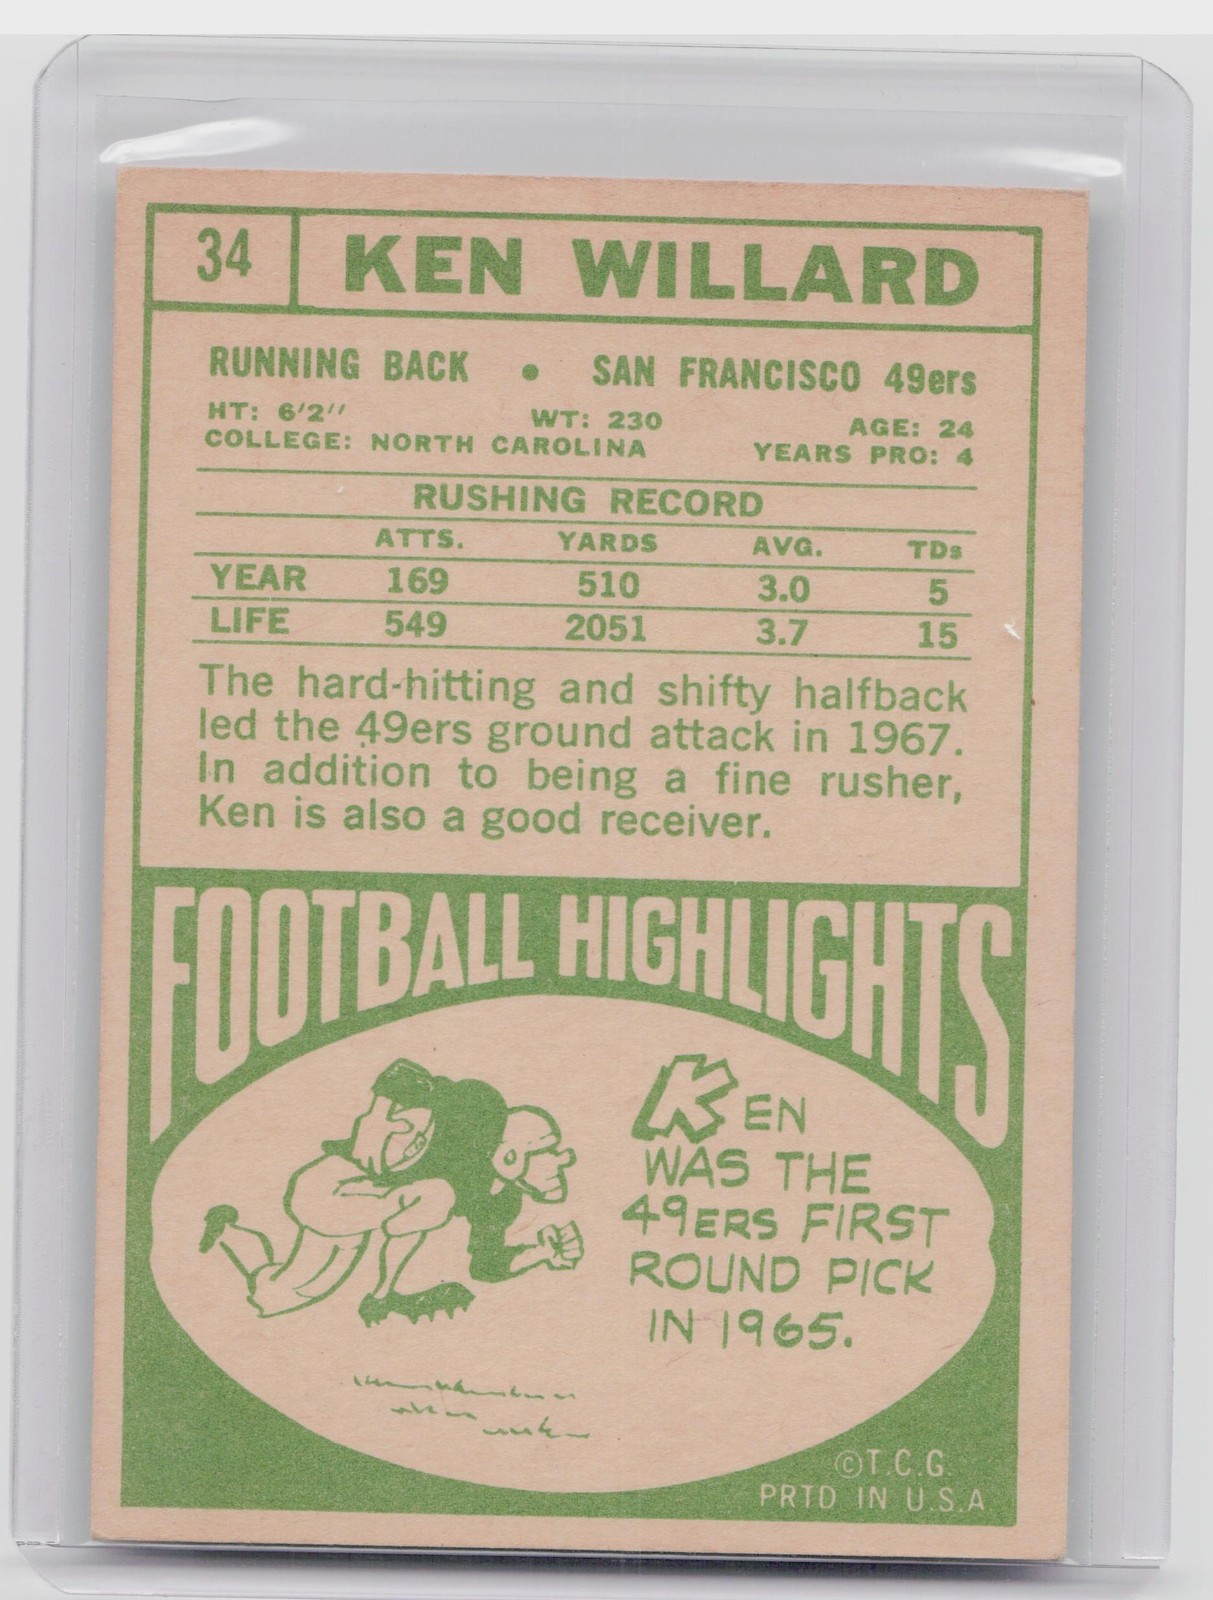 34 KEN WILLARD
RUNNING BACK • SAN FRANCISCO 49ers
HT: 6'2'' WT: 230 AGE: 24
COLLEGE: NORTH CAROLINA YEARS PRO: 4
RUSHING RECORD
ATTS. YARDS AVG. TDs
YEAR 169 510 3.0 5
LIFE 549 2051 3.7 15
The hard-hitting and shifty halfback
led the 49ers ground attack in 1967.
In addition to being a fine rusher,
Ken is also a good receiver.
FOOTBALL HIGHLIGHTS
KEN
WAS THE
49ERS FIRST
ROUND PICK
IN 1965.
©T.C.G.
PRTD IN U.S.A